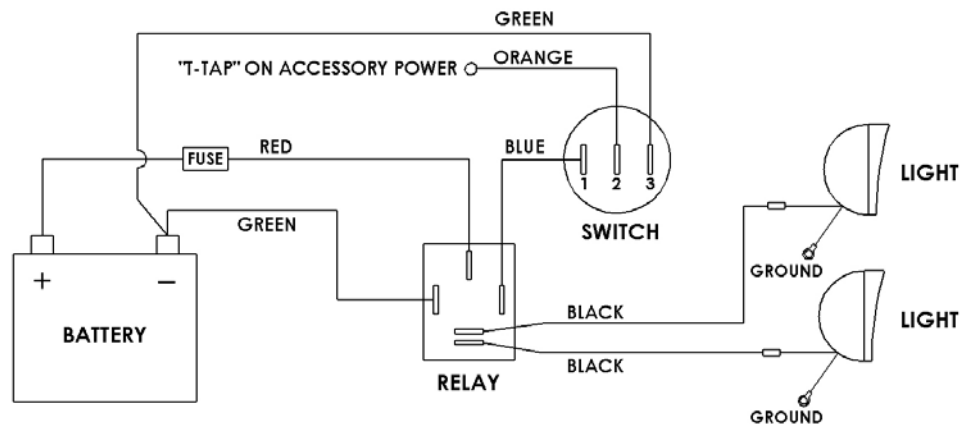 GREEN
"T-TAP" ON ACCESSORY POWER
ORANGE
FUSE
RED
BLUE
1 2 3
LIGHT
GREEN
SWITCH
GROUND
+ −
BATTERY
BLACK
LIGHT
BLACK
RELAY
GROUND